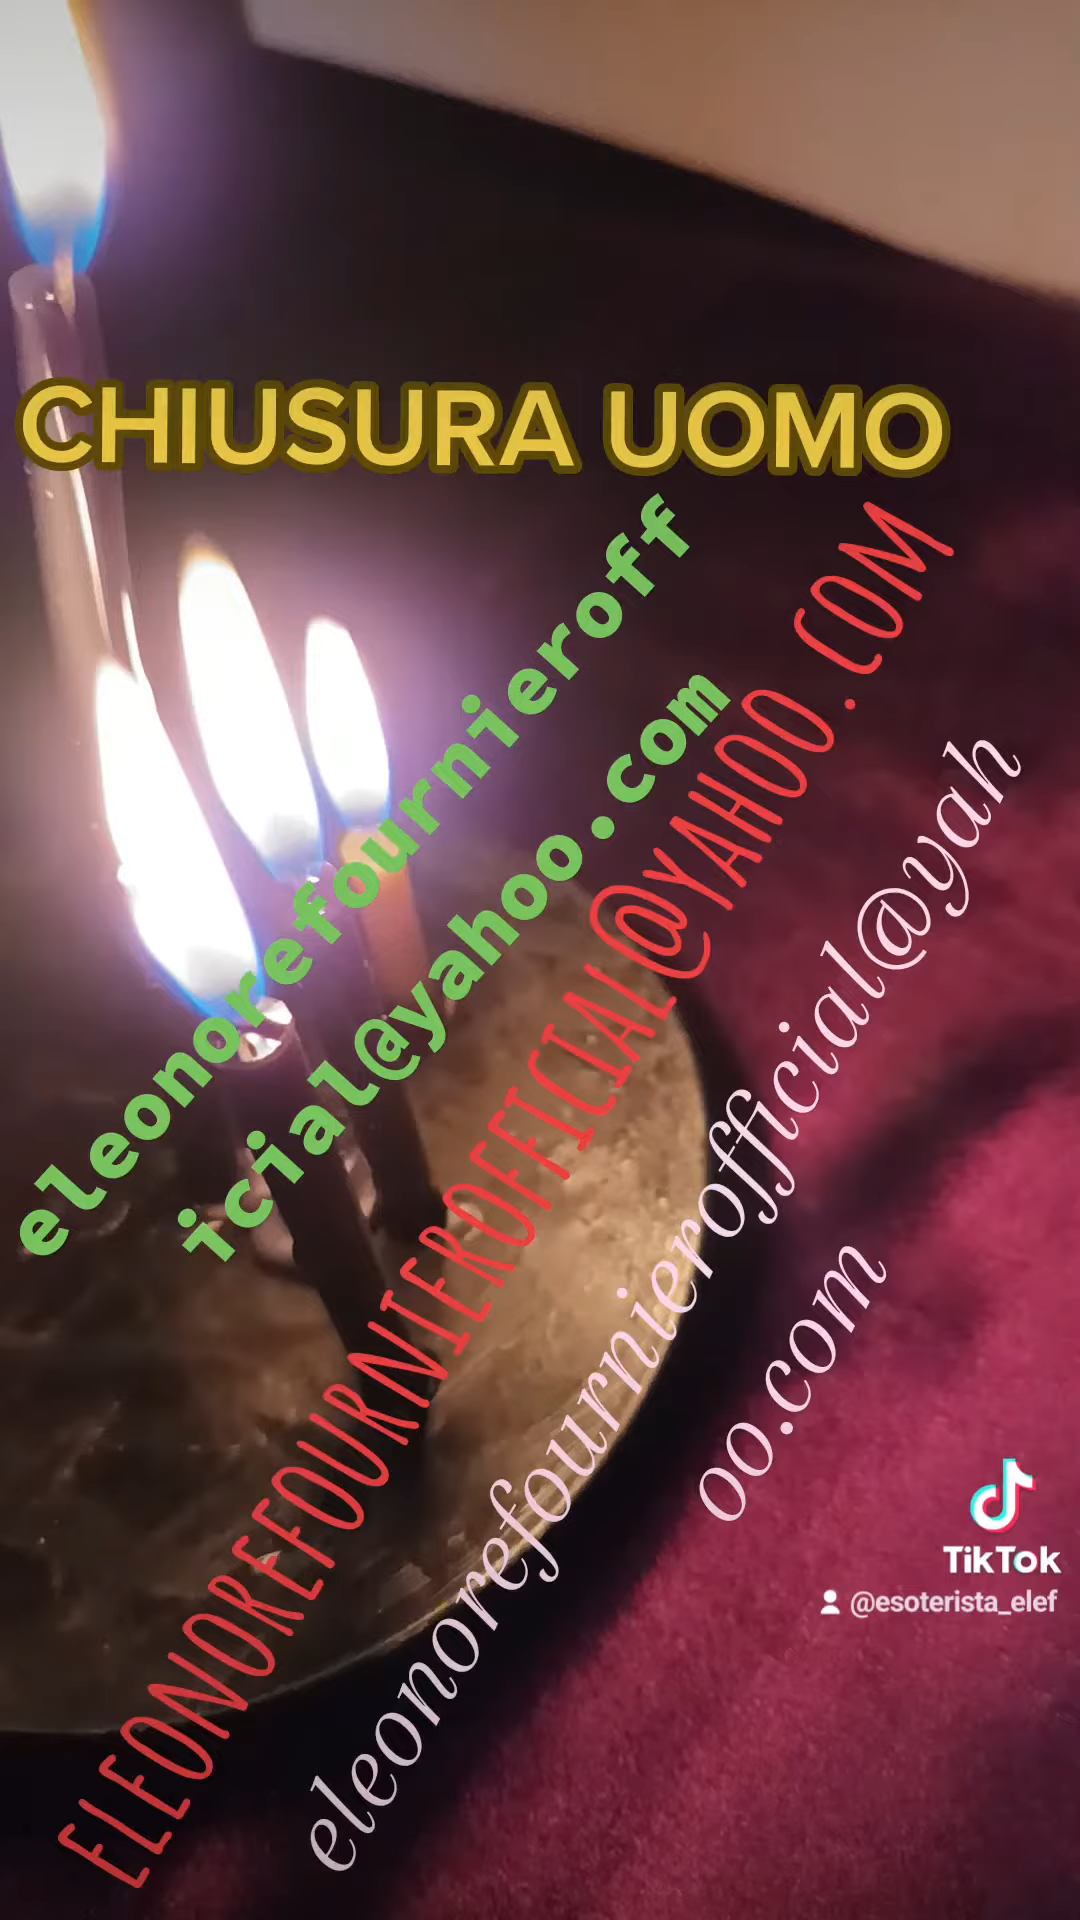 CHIUSURA UOMO
eleonorefournieroff
icial@yahoo.com
ELEONOREFOURNIEROFFICIAL@YAHOO.COM
eleonorefournierofficial@yah
oo.com
TikTok
@esoterista_elef